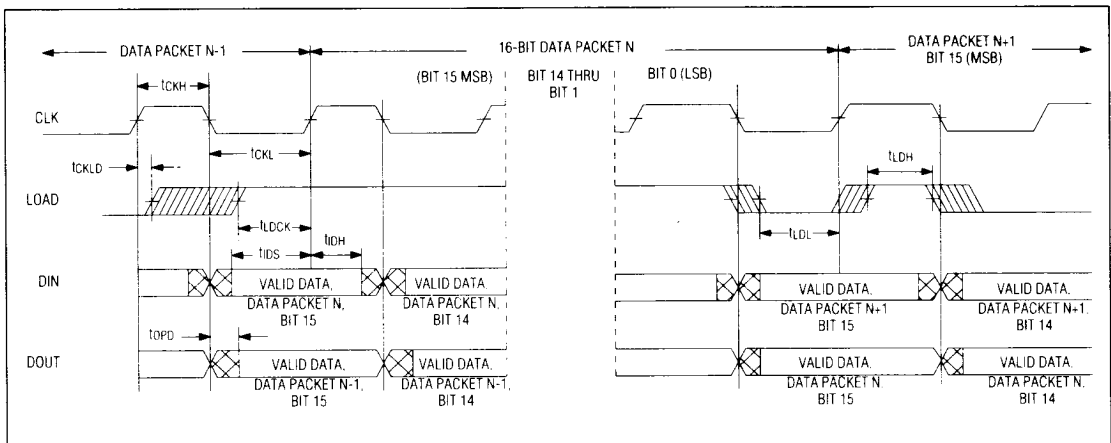 DATA PACKET N-1
16-BIT DATA PACKET N
DATA PACKET N+1
BIT 15 (MSB)
(BIT 15 MSB)
BIT 14 THRU
BIT 1
BIT 0 (LSB)
tCKH
CLK
tCKL
tCKLD
tLDH
LOAD
tLDCK
tLDL
tIDS
tIDH
DIN
VALID DATA,
DATA PACKET N,
BIT 15
VALID DATA,
DATA PACKET N,
BIT 14
VALID DATA,
DATA PACKET N+1
BIT 15
VALID DATA,
DATA PACKET N+1,
BIT 14
tOPD
DOUT
VALID DATA,
DATA PACKET N-1,
BIT 15
VALID DATA,
DATA PACKET N-1,
BIT 14
VALID DATA,
DATA PACKET N,
BIT 15
VALID DATA,
DATA PACKET N,
BIT 14